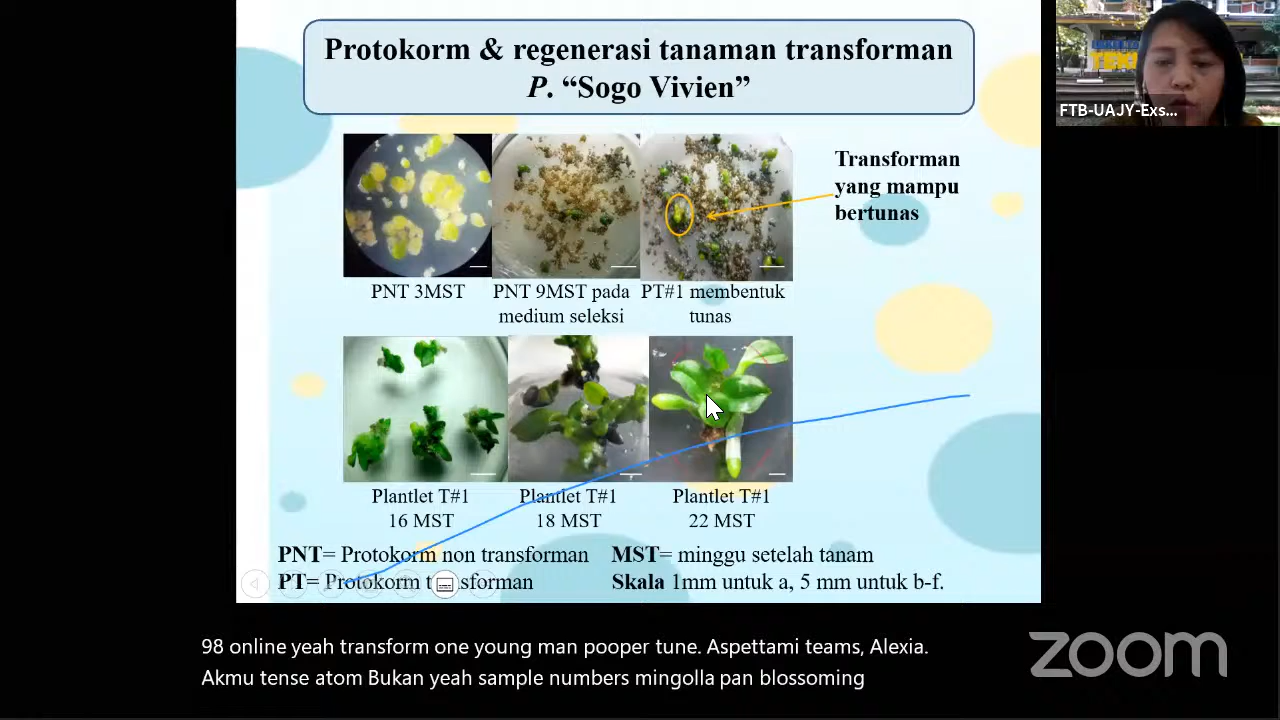 Protokorm & regenerasi tanaman transforman
P. “Sogo Vivien”
FTB-UAJY-Exs...
Transforman
yang mampu
bertunas
PNT 3MST
PNT 9MST pada
medium seleksi
PT#1 membentuk
tunas
Plantlet T#1
16 MST
Plantlet T#1
18 MST
Plantlet T#1
22 MST
PNT= Protokorm non transforman
MST= minggu setelah tanam
PT= Protokorm transforman
Skala 1mm untuk a, 5 mm untuk b-f.
98 online yeah transform one young man pooper tune. Aspettami teams, Alexia.
Akmu tense atom Bukan yeah sample numbers mingolla pan blossoming
zoom